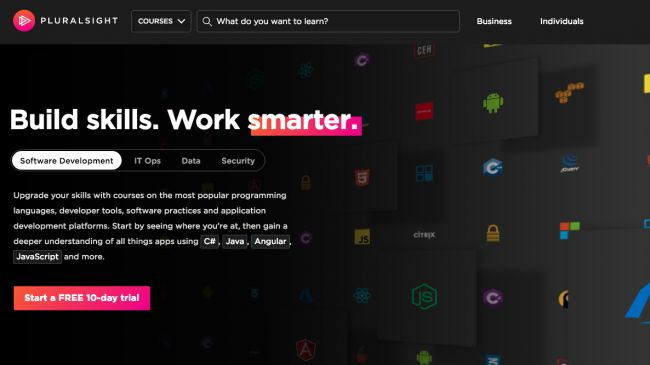 PLURALSIGHT
COURSES
What do you want to learn?
Business
Individuals
Build skills. Work smarter.
Software Development
IT Ops
Data
Security
Upgrade your skills with courses on the most popular programming
languages, developer tools, software practices and application
development platforms. Start by seeing where you're at, then gain a
deeper understanding of all things apps using C#, Java, Angular,
JavaScript and more.
Start a FREE 10-day trial
CEH
JS
CITRIX
jQuery